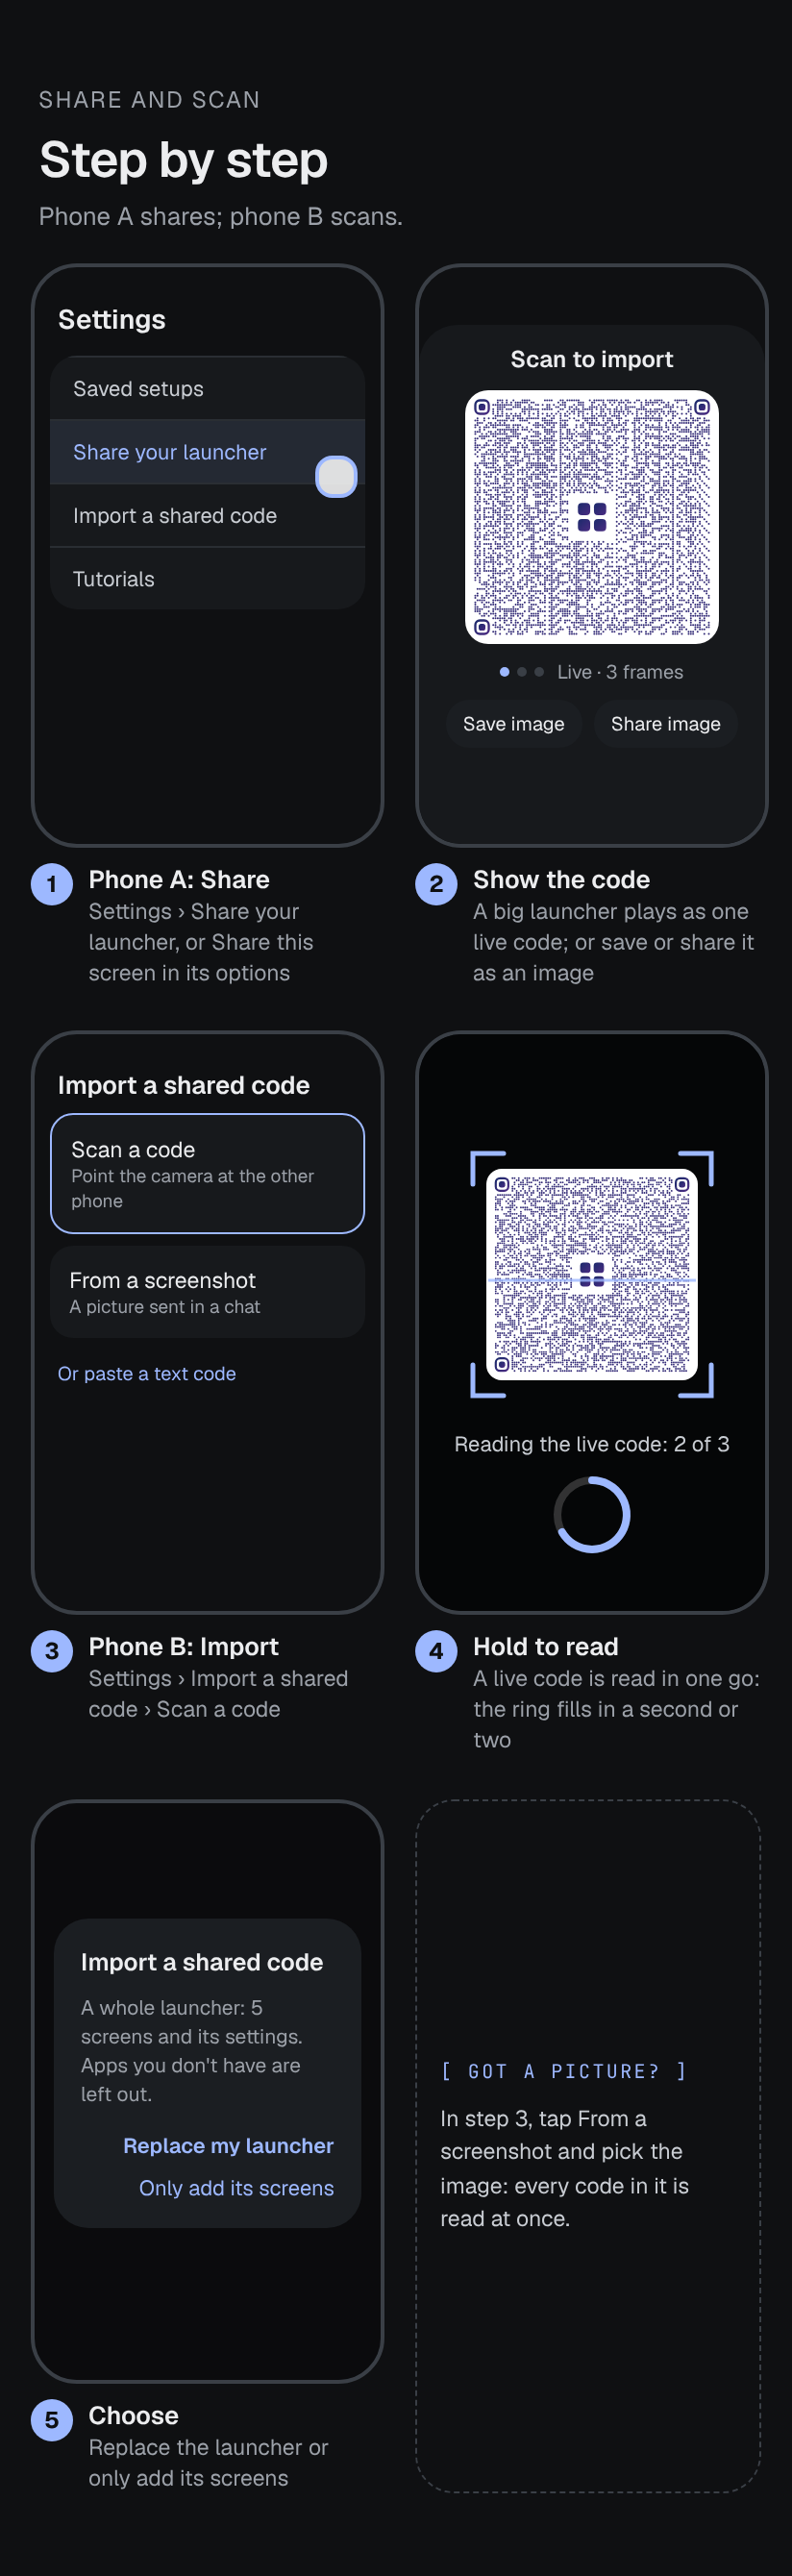 SHARE AND SCAN
Step by step
Phone A shares; phone B scans.
Settings
Saved setups
Share your launcher
Import a shared code
Tutorials
Scan to import
Live · 3 frames
Save image
Share image
1
Phone A: Share
Settings › Share your
launcher, or Share this
screen in its options
2
Show the code
A big launcher plays as one
live code; or save or share it
as an image
Import a shared code
Scan a code
Point the camera at the other
phone
From a screenshot
A picture sent in a chat
Or paste a text code
Reading the live code: 2 of 3
3
Phone B: Import
Settings › Import a shared
code › Scan a code
4
Hold to read
A live code is read in one go:
the ring fills in a second or
two
Import a shared code
A whole launcher: 5
screens and its settings.
Apps you don't have are
left out.
Replace my launcher
Only add its screens
[ GOT A PICTURE? ]
In step 3, tap From a
screenshot and pick the
image: every code in it is
read at once.
5
Choose
Replace the launcher or
only add its screens